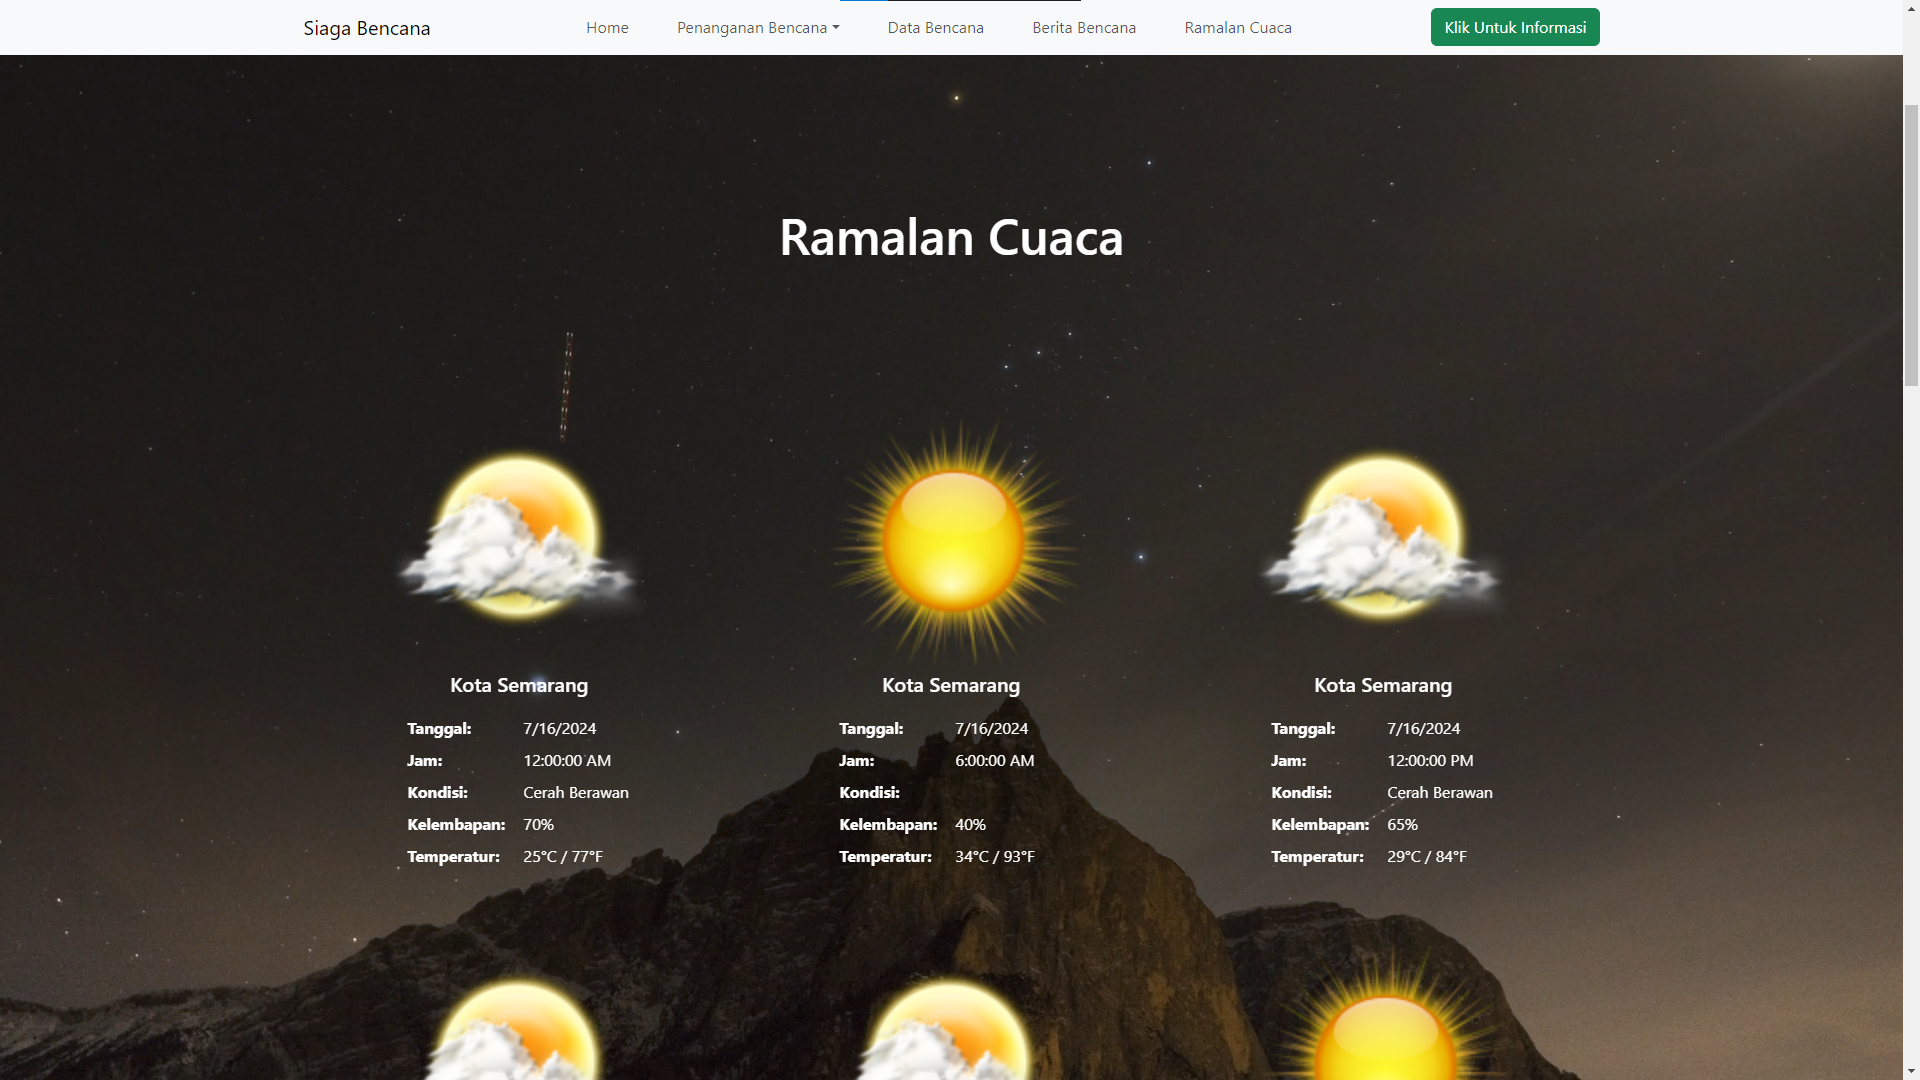 Siaga Bencana
Home
Penanganan Bencana
Data Bencana
Berita Bencana
Ramalan Cuaca
Klik Untuk Informasi
Ramalan Cuaca
Kota Semarang
Tanggal: 7/16/2024
Jam: 12:00:00 AM
Kondisi: Cerah Berawan
Kelembapan: 70%
Temperatur: 25°C / 77°F
Kota Semarang
Tanggal: 7/16/2024
Jam: 6:00:00 AM
Kondisi:
Kelembapan: 40%
Temperatur: 34°C / 93°F
Kota Semarang
Tanggal: 7/16/2024
Jam: 12:00:00 PM
Kondisi: Cerah Berawan
Kelembapan: 65%
Temperatur: 29°C / 84°F